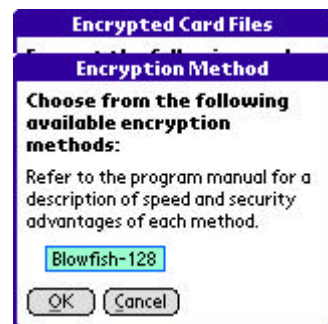 Encrypted Card Files
Encryption Method
Choose from the following
available encryption
methods:
Refer to the program manual for a
description of speed and security
advantages of each method.
Blowfish-128
OK Cancel